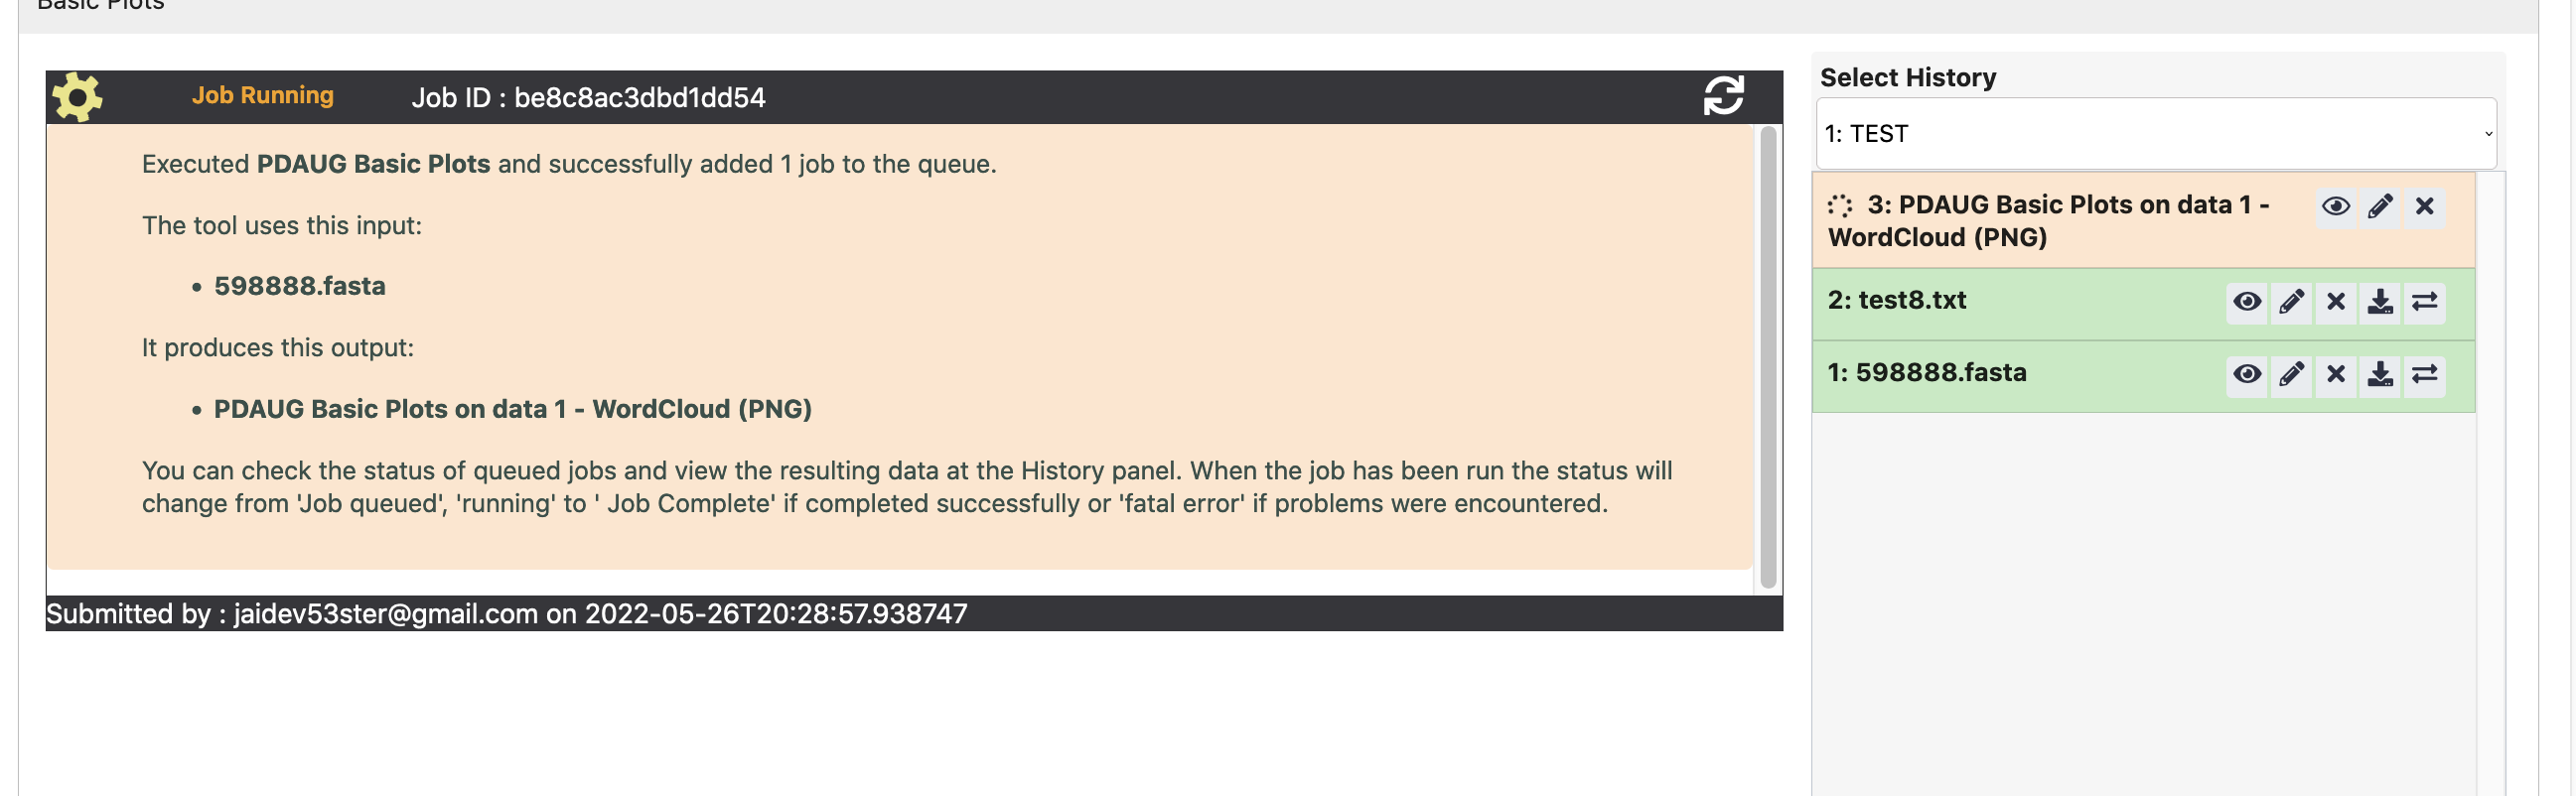 Basic Plots
Job Running Job ID : be8c8ac3dbd1dd54
Executed PDAUG Basic Plots and successfully added 1 job to the queue.
The tool uses this input:
• 598888.fasta
It produces this output:
• PDAUG Basic Plots on data 1 - WordCloud (PNG)
You can check the status of queued jobs and view the resulting data at the History panel. When the job has been run the status will
change from 'Job queued', 'running' to ' Job Complete' if completed successfully or 'fatal error' if problems were encountered.
Submitted by : jaidev53ster@gmail.com on 2022-05-26T20:28:57.938747
Select History
1: TEST
3: PDAUG Basic Plots on data 1 -
WordCloud (PNG)
2: test8.txt
1: 598888.fasta